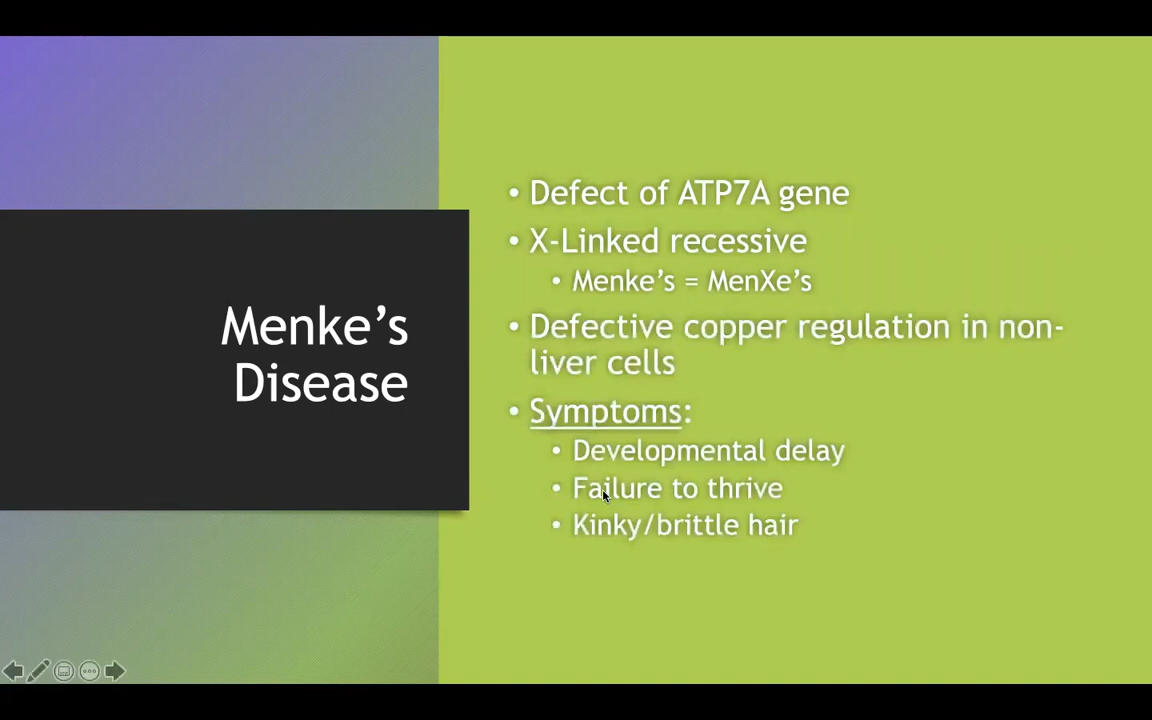 Menke’s
Disease
• Defect of ATP7A gene
• X-Linked recessive
• Menke’s = MenXe’s
• Defective copper regulation in non-
liver cells
• Symptoms:
• Developmental delay
• Failure to thrive
• Kinky/brittle hair